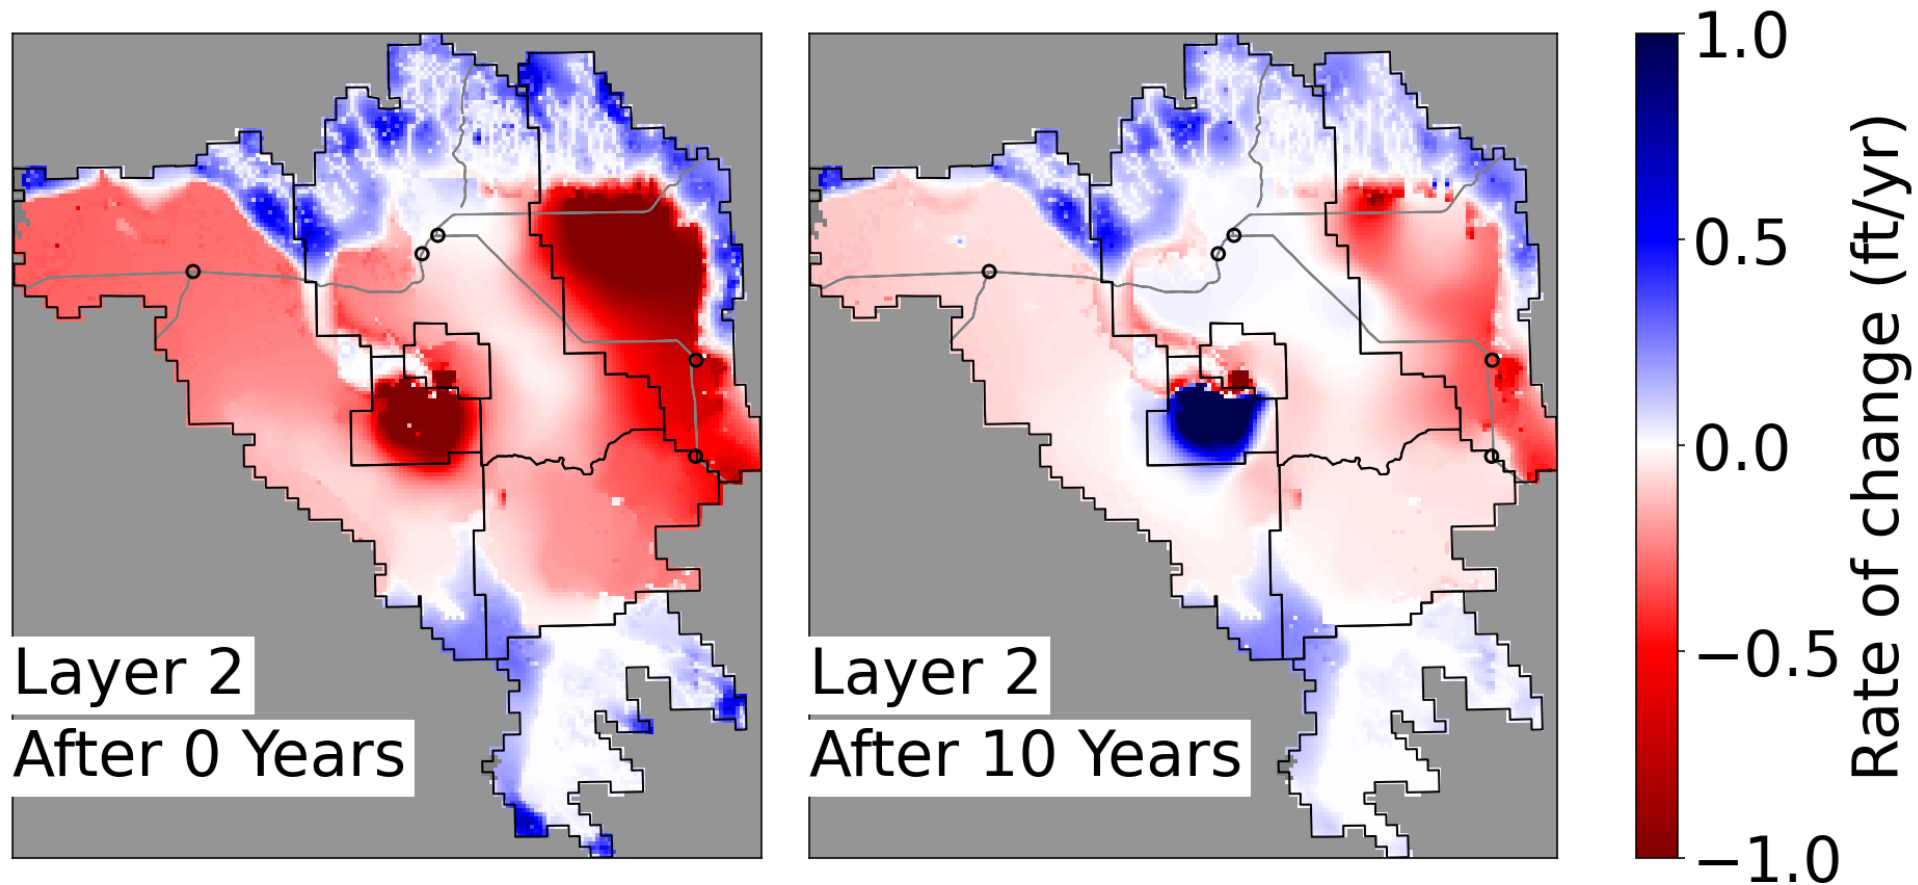 Layer 2
After 0 Years
Layer 2
After 10 Years
1.0
0.5
0.0
−0.5
−1.0
Rate of change (ft/yr)